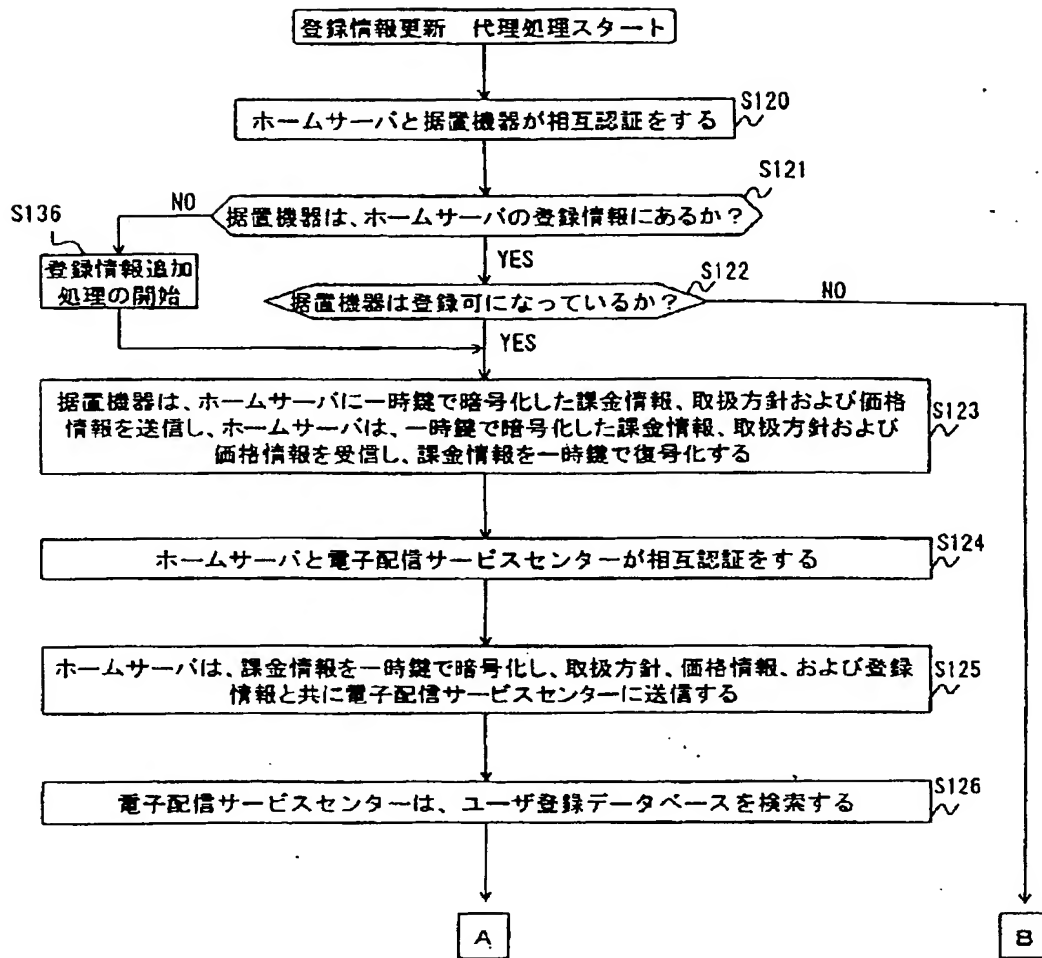 登録情報更新 代理処理スタート
S120
ホームサーバと据置機器が相互認証をする
S121
据置機器は、ホームサーバの登録情報にあるか？
NO
S136
登録情報追加
処理の開始
YES
S122
据置機器は登録可になっているか？
NO
YES
据置機器は、ホームサーバに一時鍵で暗号化した課金情報、取扱方針および価格
情報を送信し、ホームサーバは、一時鍵で暗号化した課金情報、取扱方針および
価格情報を受信し、課金情報を一時鍵で復号化する
S123
ホームサーバと電子配信サービスセンターが相互認証をする
S124
ホームサーバは、課金情報を一時鍵で暗号化し、取扱方針、価格情報、および登録
情報と共に電子配信サービスセンターに送信する
S125
電子配信サービスセンターは、ユーザ登録データベースを検索する
S126
A
B